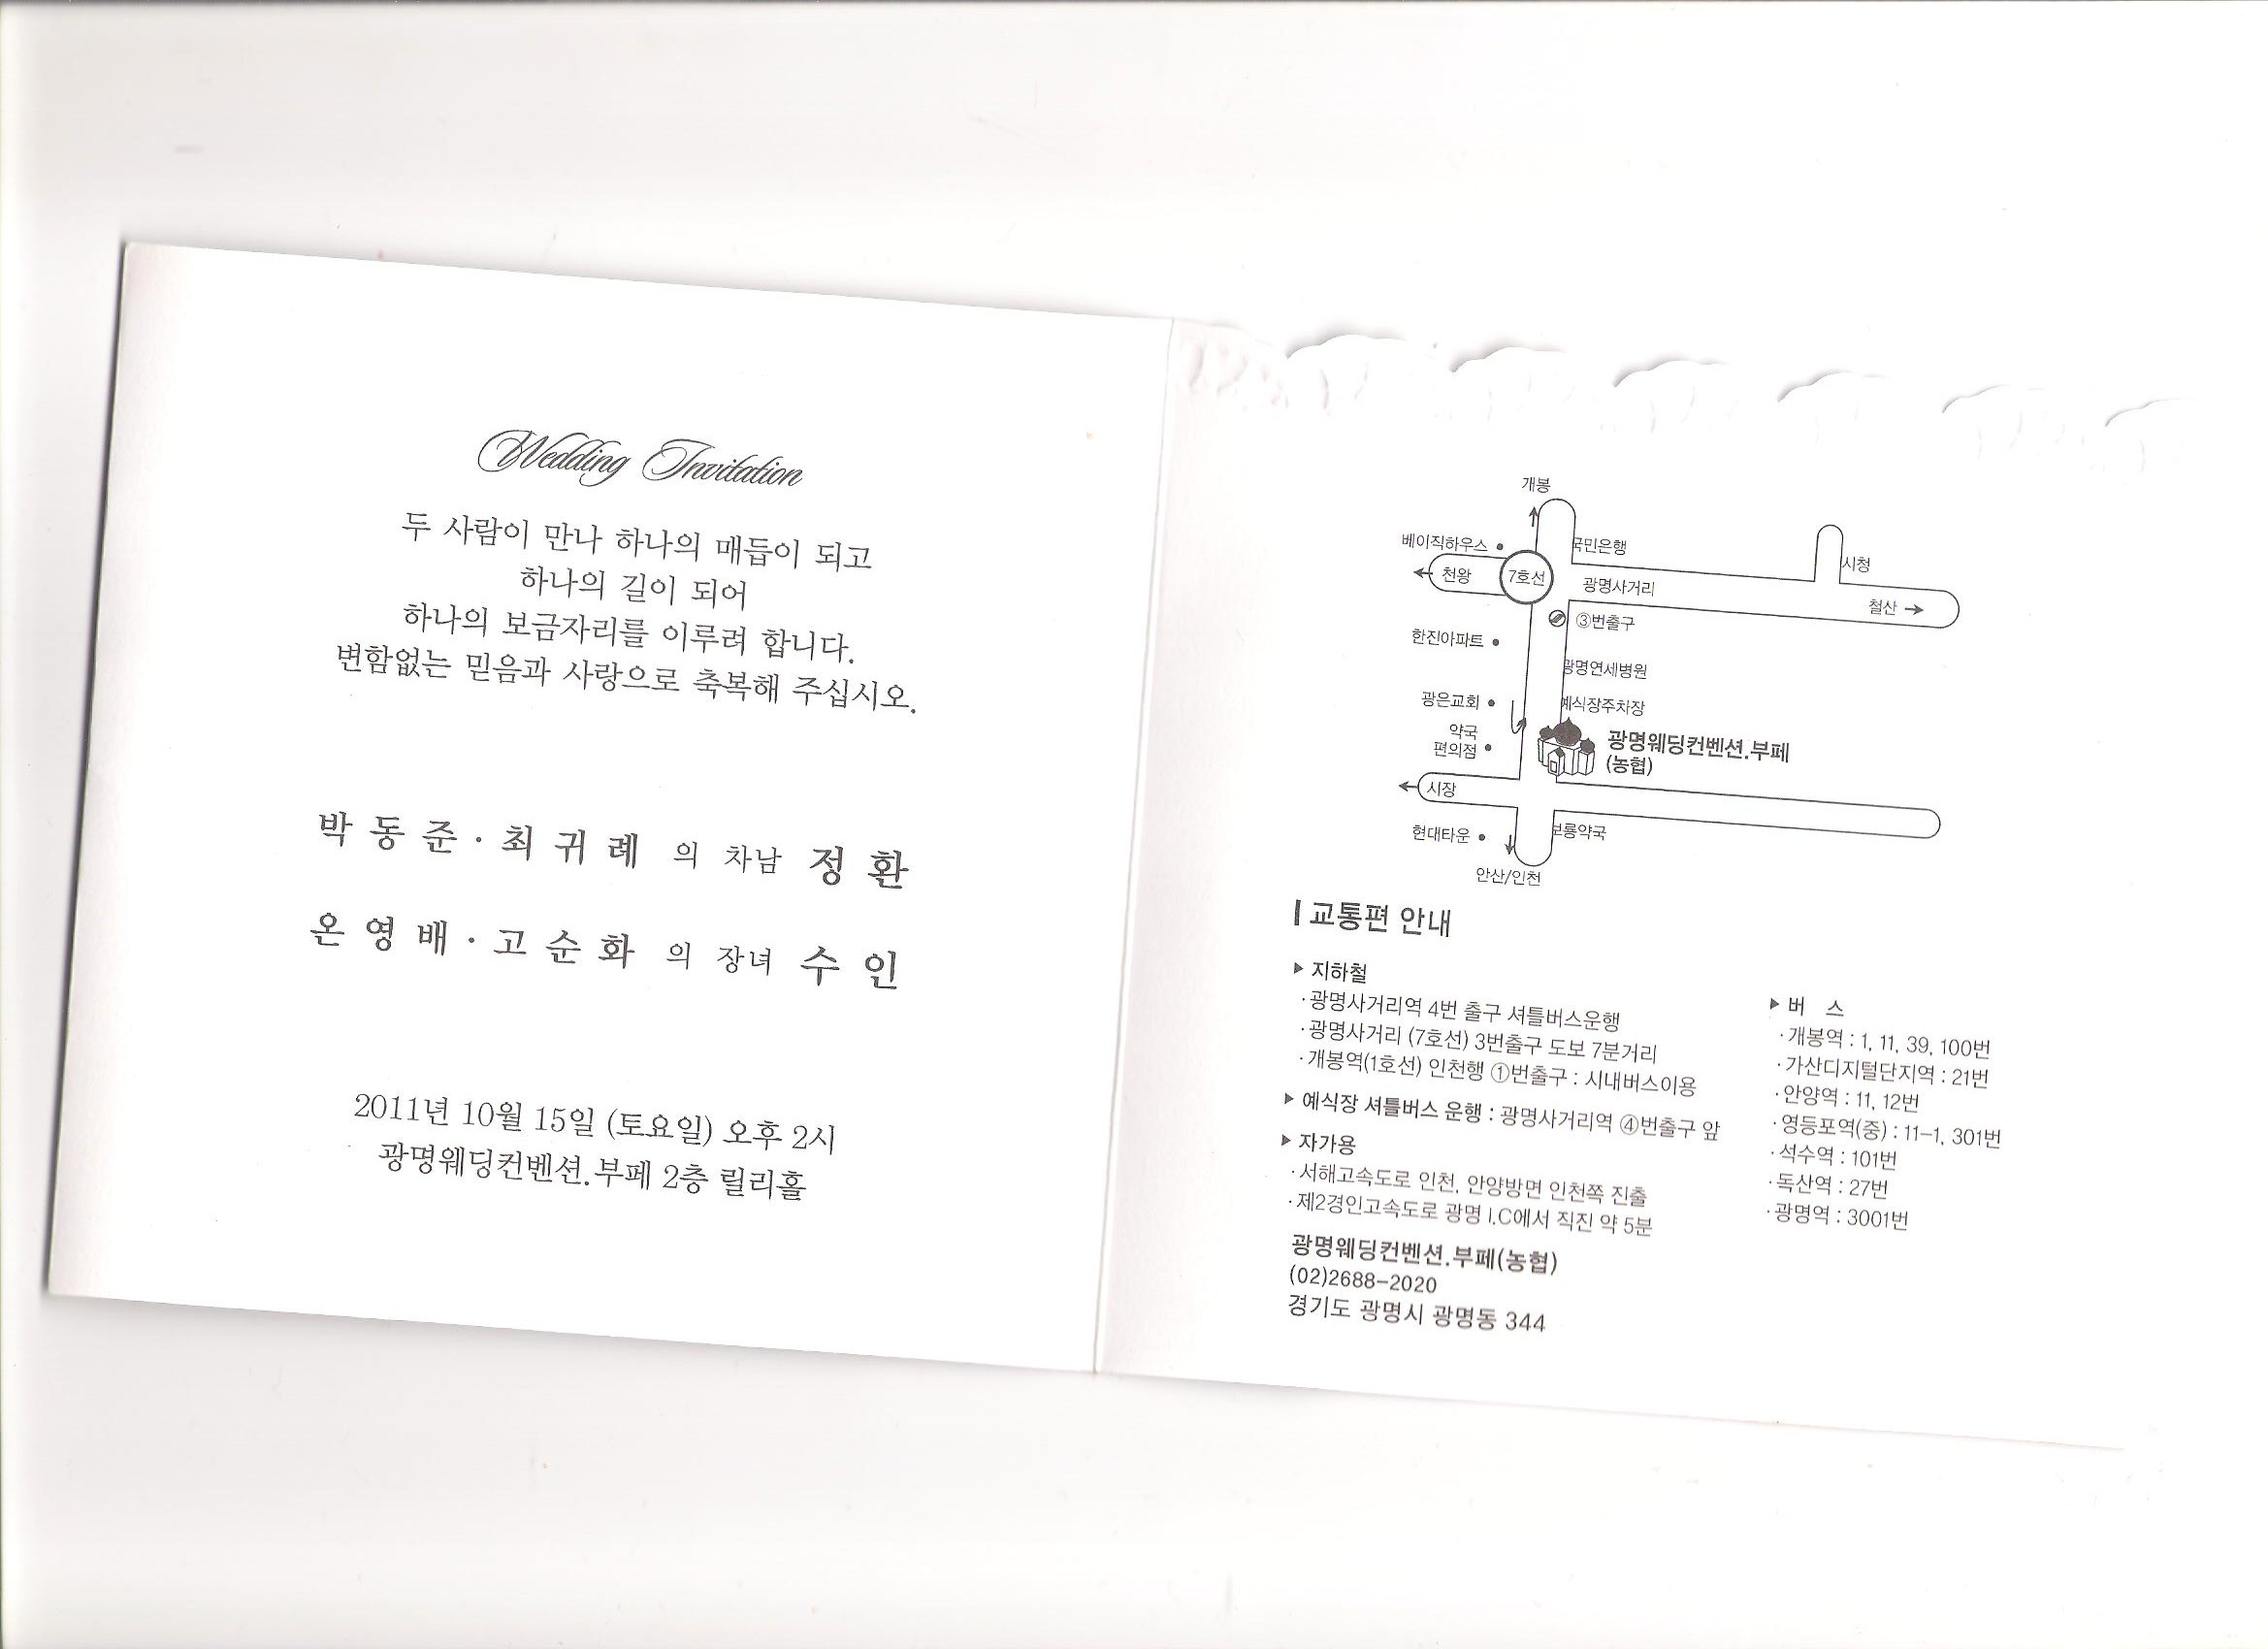 Wedding Invitation
두 사람이 만나 하나의 매듭이 되고
하나의 길이 되어
하나의 보금자리를 이루려 합니다.
변함없는 믿음과 사랑으로 축복해 주십시오.
박동준 · 최귀례 의 차남 정환
온영배 · 고순화 의 장녀 수인
2011년 10월 15일 (토요일) 오후 2시
광명웨딩컨벤션.부페 2층 릴리홀
개봉
베이직하우스 •
국민은행
시청
천왕
7호선
광명사거리
철산 →
③번출구
한진아파트 •
광명연세병원
광은교회 •
예식장주차장
약국
편의점 •
광명웨딩컨벤션.부페
(농협)
시장
현대타운 •
보룡약국
안산/인천
교통편 안내
▶ 지하철
· 광명사거리역 4번 출구 셔틀버스운행
· 광명사거리 (7호선) 3번출구 도보 7분거리
· 개봉역(1호선) 인천행 ①번출구 : 시내버스이용
▶ 예식장 셔틀버스 운행 : 광명사거리역 ④번출구 앞
▶ 자가용
· 서해고속도로 인천, 안양방면 인천쪽 진출
· 제2경인고속도로 광명 I.C에서 직진 약 5분
▶ 버 스
· 개봉역 : 1, 11, 39, 100번
· 가산디지털단지역 : 21번
· 안양역 : 11, 12번
· 영등포역(중) : 11-1, 301번
· 석수역 : 101번
· 독산역 : 27번
· 광명역 : 3001번
광명웨딩컨벤션.부페(농협)
(02)2688-2020
경기도 광명시 광명동 344